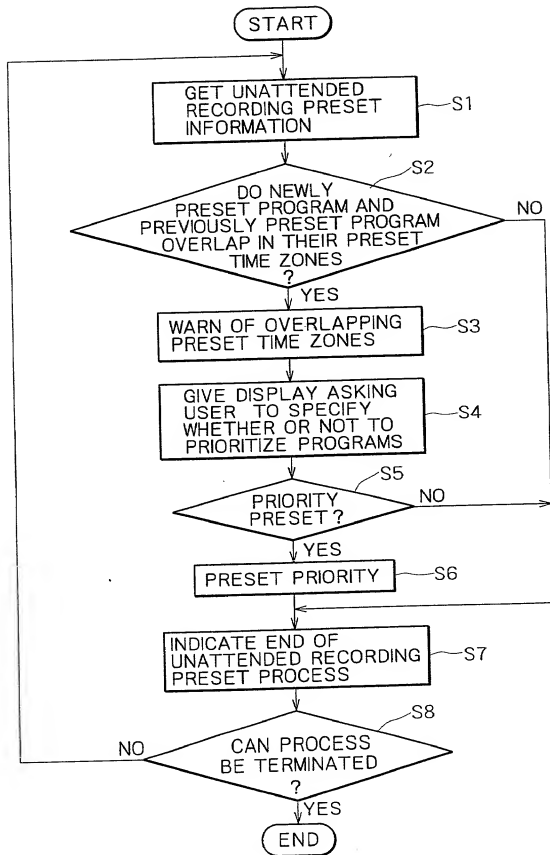 START
GET UNATTENDED
RECORDING PRESET
INFORMATION
S1
S2
DO NEWLY
PRESET PROGRAM AND
PREVIOUSLY PRESET PROGRAM
OVERLAP IN THEIR PRESET
TIME ZONES
?
NO
YES
WARN OF OVERLAPPING
PRESET TIME ZONES
S3
GIVE DISPLAY ASKING
USER TO SPECIFY
WHETHER OR NOT TO
PRIORITIZE PROGRAMS
S4
S5
PRIORITY
PRESET?
NO
YES
PRESET PRIORITY
S6
INDICATE END OF
UNATTENDED RECORDING
PRESET PROCESS
S7
S8
NO
CAN PROCESS
BE TERMINATED
?
YES
END